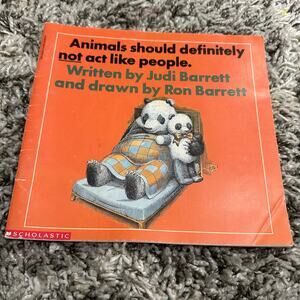 Animals should definitely
not act like people.
Written by Judi Barrett
and drawn by Ron Barrett
SCHOLASTIC